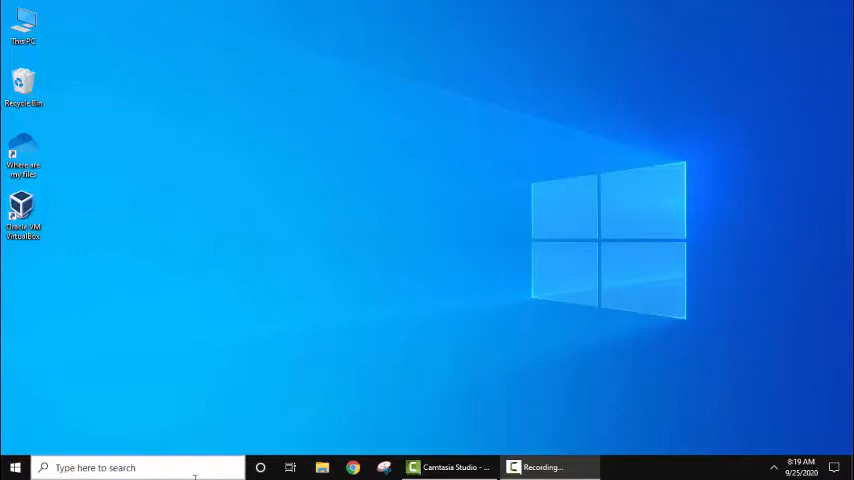 This PC
Recycle Bin
Where are
my files
Oracle VM
VirtualBox
Type here to search
Camtasia Studio - ...
Recording...
8:19 AM
9/25/2020